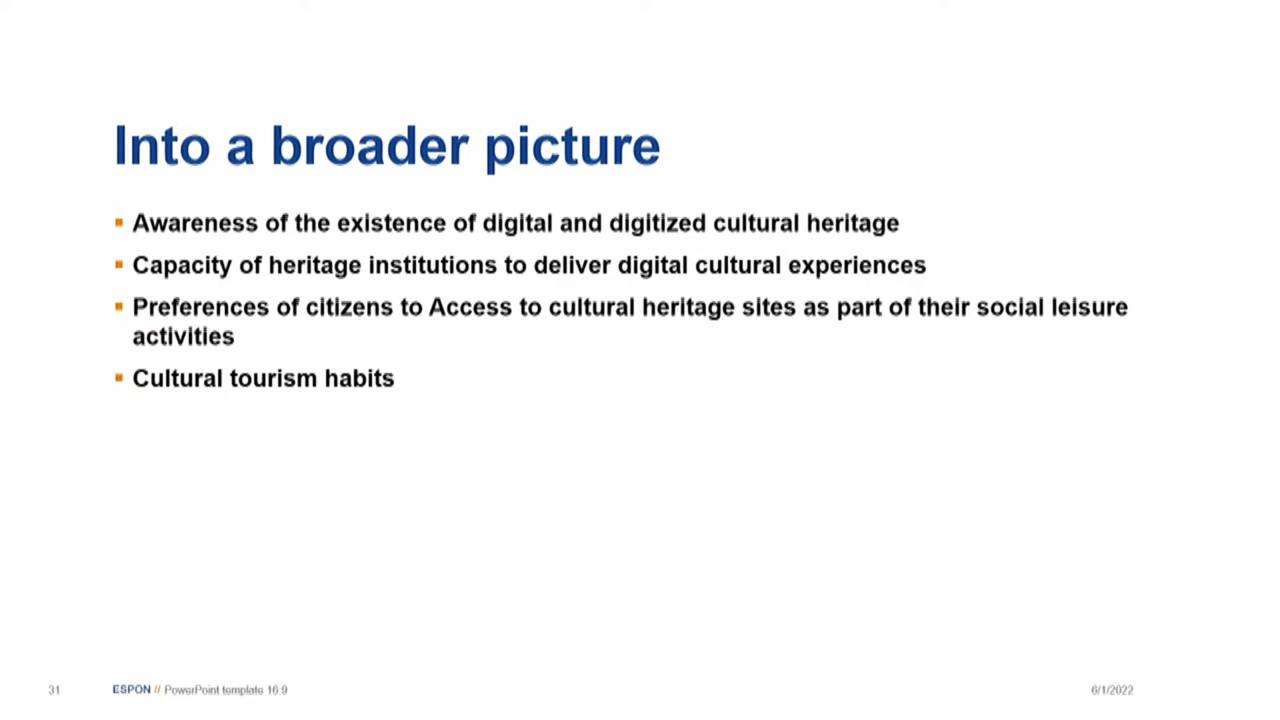 Into a broader picture
Awareness of the existence of digital and digitized cultural heritage
Capacity of heritage institutions to deliver digital cultural experiences
Preferences of citizens to Access to cultural heritage sites as part of their social leisure
activities
Cultural tourism habits
31 ESPON // PowerPoint template 16:9 6/1/2022